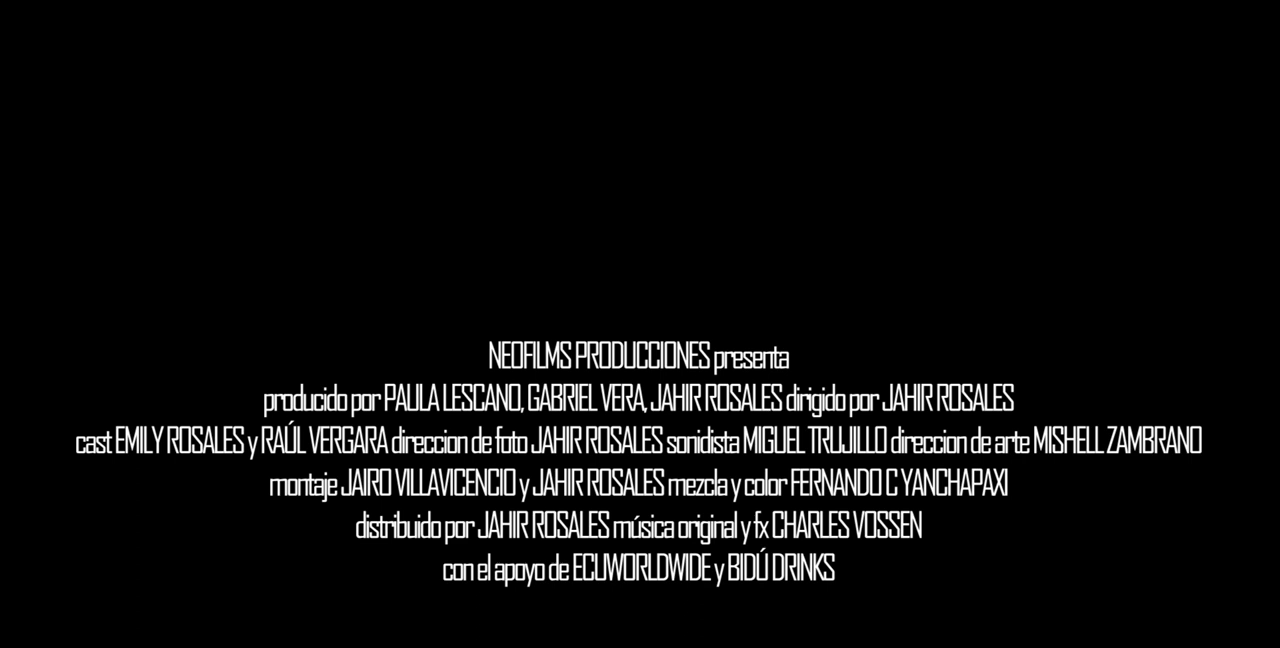 NEOFILMS PRODUCCIONES presenta
producido por PAULA LESCANO, GABRIEL VERA, JAHIR ROSALES dirigido por JAHIR ROSALES
cast EMILY ROSALES y RAÚL VERGARA direccion de foto JAHIR ROSALES sonidista MIGUEL TRUJILLO direccion de arte MISHELL ZAMBRANO
montaje JAIRO VILLAVICENCIO y JAHIR ROSALES mezcla y color FERNANDO C YANCHAPAXI
distribuido por JAHIR ROSALES música original y fx CHARLES VOSSEN
con el apoyo de ECUWORLDWIDE y BIDÚ DRINKS